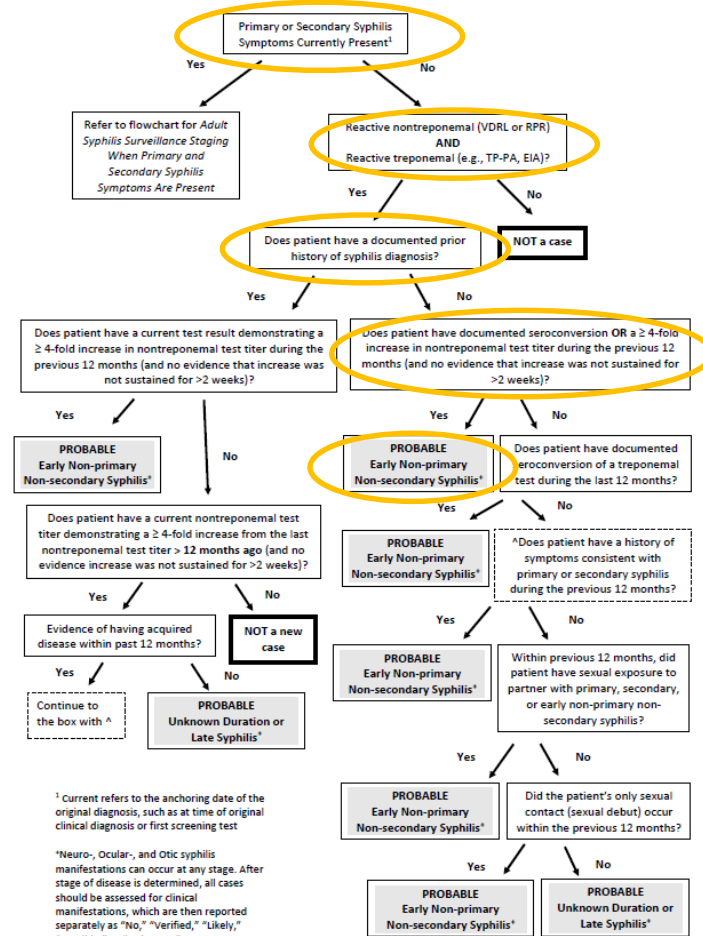 Primary or Secondary Syphilis
Symptoms Currently Present1
Yes
No
Refer to flowchart for Adult
Syphilis Surveillance Staging
When Primary and
Secondary Syphilis
Symptoms Are Present
Reactive nontreponemal (VDRL or RPR)
AND
Reactive treponemal (e.g., TP-PA, EIA)?
Yes
No
Does patient have a documented prior
history of syphilis diagnosis?
NOT a case
Yes
No
Does patient have a current test result demonstrating a
≥ 4-fold increase in nontreponemal test titer during the
previous 12 months (and no evidence that increase was
not sustained for >2 weeks)?
Does patient have documented seroconversion OR a ≥ 4-fold
increase in nontreponemal test titer during the previous 12
months (and no evidence that increase was not sustained for
>2 weeks)?
Yes
No
Yes
No
PROBABLE
Early Non-primary
Non-secondary Syphilis*
PROBABLE
Early Non-primary
Non-secondary Syphilis*
Does patient have documented
seroconversion of a treponemal
test during the last 12 months?
Yes
No
Does patient have a current nontreponemal test
titer demonstrating a ≥ 4-fold increase from the last
nontreponemal test titer > 12 months ago (and no
evidence increase was not sustained for >2 weeks)?
PROBABLE
Early Non-primary
Non-secondary Syphilis*
^Does patient have a history of
symptoms consistent with
primary or secondary syphilis
during the previous 12 months?
Yes
No
Yes
No
Evidence of having acquired
disease within past 12 months?
NOT a new
case
PROBABLE
Early Non-primary
Non-secondary Syphilis*
Within previous 12 months, did
patient have sexual exposure to
partner with primary, secondary,
or early non-primary non-
secondary syphilis?
Yes
No
Continue to
the box with ^
PROBABLE
Unknown Duration or
Late Syphilis*
Yes
No
PROBABLE
Early Non-primary
Non-secondary Syphilis*
Did the patient's only sexual
contact (sexual debut) occur
within the previous 12 months?
Yes
No
PROBABLE
Early Non-primary
Non-secondary Syphilis*
PROBABLE
Unknown Duration or
Late Syphilis*
1 Current refers to the anchoring date of the
original diagnosis, such as at time of original
clinical diagnosis or first screening test
*Neuro-, Ocular-, and Otic syphilis
manifestations can occur at any stage. After
stage of disease is determined, all cases
should be assessed for clinical
manifestations, which are then reported
separately as "No," "Verified," "Likely,"